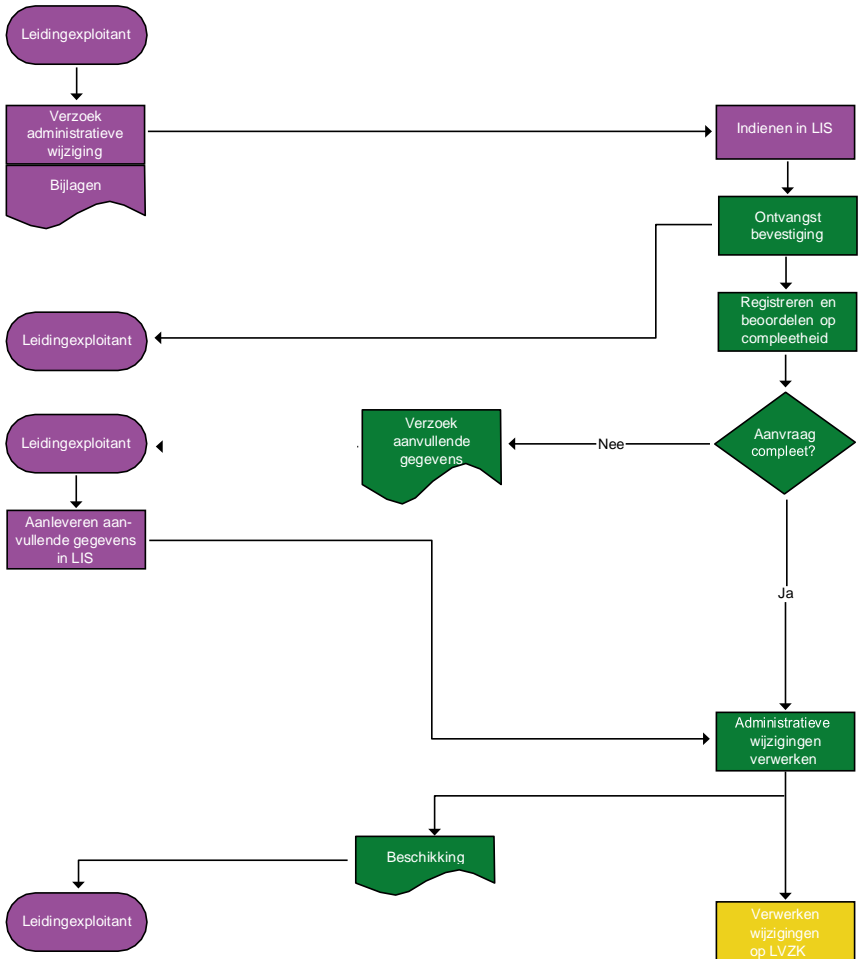 Leidingexploitant
Verzoek
administratieve
wijziging
Bijlagen
Indienen in LIS
Ontvangst
bevestiging
Registreren en
beoordelen op
compleetheid
Leidingexploitant
Aanvraag
compleet?
Nee
Verzoek
aanvullende
gegevens
Leidingexploitant
Aanleveren aan-
vullende gegevens
in LIS
Ja
Administratieve
wijzigingen
verwerken
Beschikking
Leidingexploitant
Verwerken
wijzigingen
op LVZK